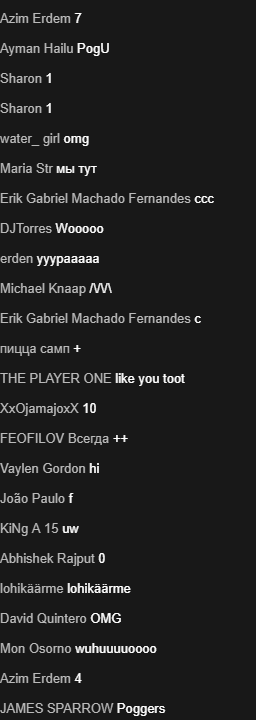 Azim Erdem 7
Ayman Hailu PogU
Sharon 1
Sharon 1
water_ girl omg
Maria Str мы тут
Erik Gabriel Machado Fernandes ccc
DJTorres Wooooo
erden yyypaaaaa
Michael Knaap /\/\/\
Erik Gabriel Machado Fernandes c
пицца самп +
THE PLAYER ONE like you toot
XxOjamajoxX 10
FEOFILOV Всегда ++
Vaylen Gordon hi
João Paulo f
KiNg A 15 uw
Abhishek Rajput 0
lohikäärme lohikäärme
David Quintero OMG
Mon Osorno wuhuuuuoooo
Azim Erdem 4
JAMES SPARROW Poggers